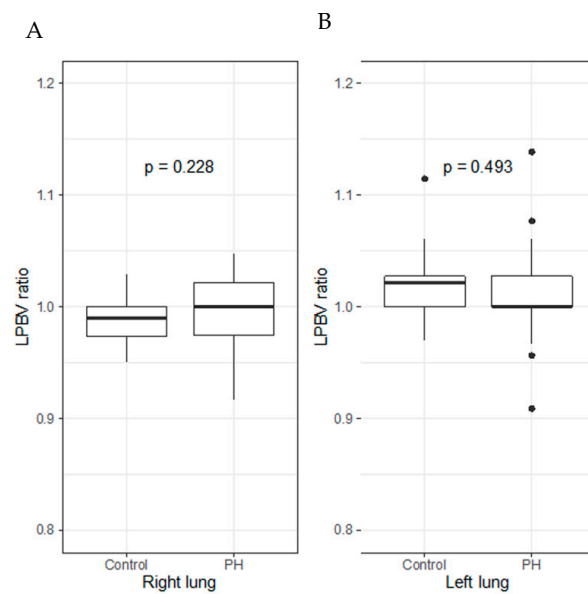 A
LPBV ratio
1.2
1.1
1.0
0.9
0.8
p = 0.228
Control PH
Right lung
B
LPBV ratio
1.2
1.1
1.0
0.9
0.8
p = 0.493
Control PH
Left lung